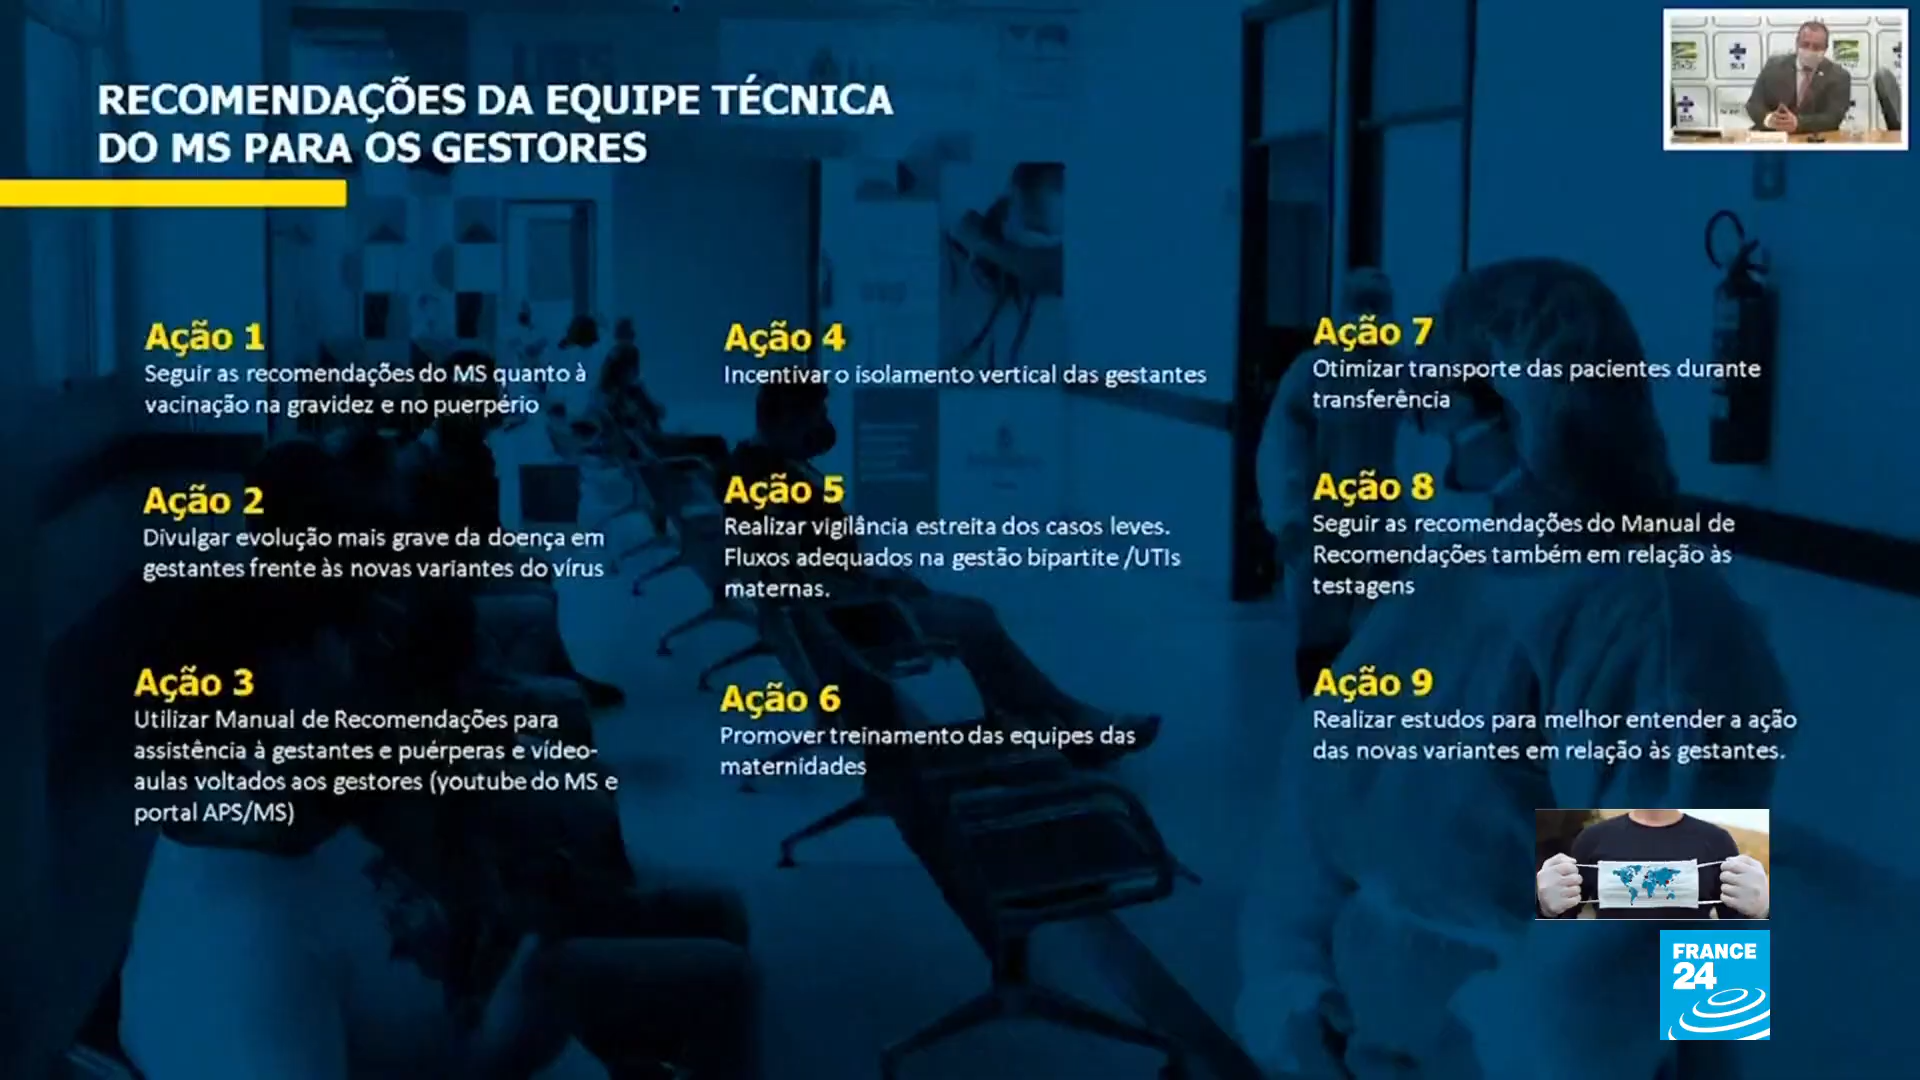 RECOMENDAÇÕES DA EQUIPE TÉCNICA
DO MS PARA OS GESTORES
Ação 1
Seguir as recomendações do MS quanto à
vacinação na gravidez e no puerpério
Ação 2
Divulgar evolução mais grave da doença em
gestantes frente às novas variantes do vírus
Ação 3
Utilizar Manual de Recomendações para
assistência à gestantes e puérperas e vídeo-
aulas voltados aos gestores (youtube do MS e
portal APS/MS)
Ação 4
Incentivar o isolamento vertical das gestantes
Ação 5
Realizar vigilância estreita dos casos leves.
Fluxos adequados na gestão bipartite /UTIs
maternas.
Ação 6
Promover treinamento das equipes das
maternidades
Ação 7
Otimizar transporte das pacientes durante
transferência
Ação 8
Seguir as recomendações do Manual de
Recomendações também em relação às
testagens
Ação 9
Realizar estudos para melhor entender a ação
das novas variantes em relação às gestantes.
FRANCE
24